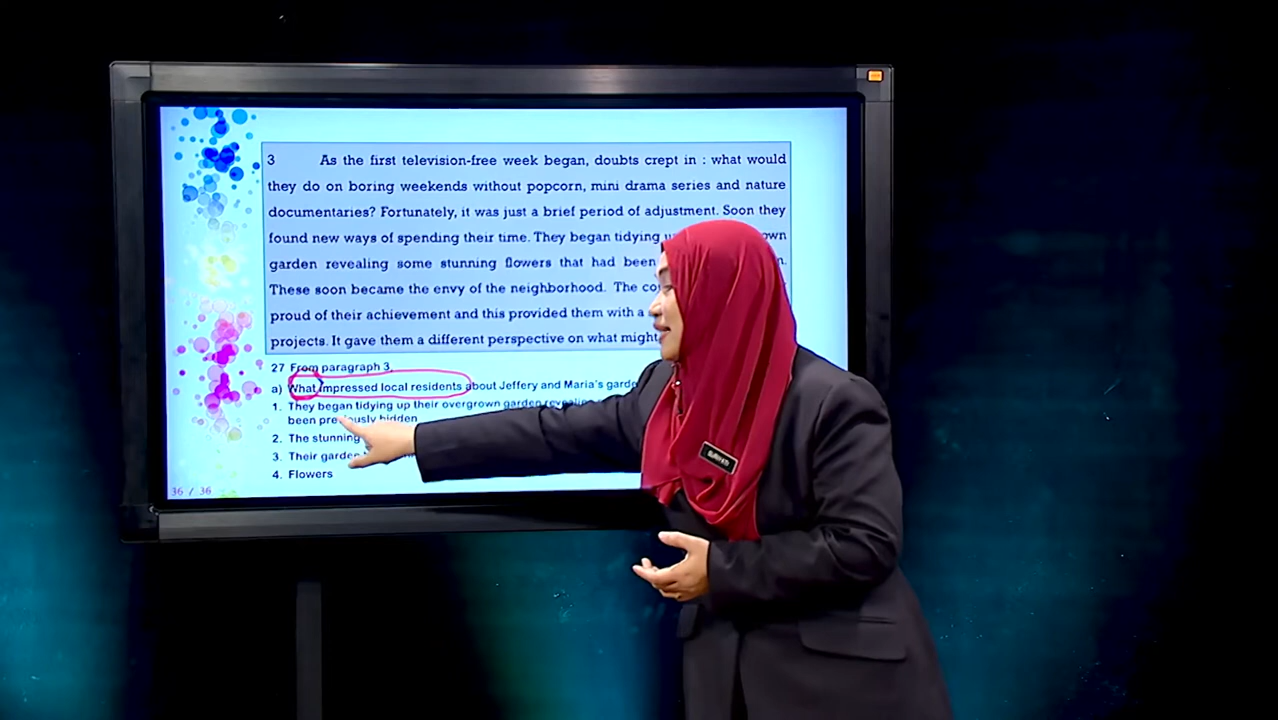 3 As the first television-free week began, doubts crept in : what would
they do on boring weekends without popcorn, mini drama series and nature
documentaries? Fortunately, it was just a brief period of adjustment. Soon they
found new ways of spending their time. They began tidying
garden revealing some stunning flowers that had been
These soon became the envy of the neighborhood. The
proud of their achievement and this provided them with a
projects. It gave them a different perspective on what might
27 From paragraph 3,
a) What impressed local residents about Jeffery and Maria's
1. They began tidying up their overgrown garden revealing
been previously hidden
2. The stunning
3. Their garden
4. Flowers
36 / 36